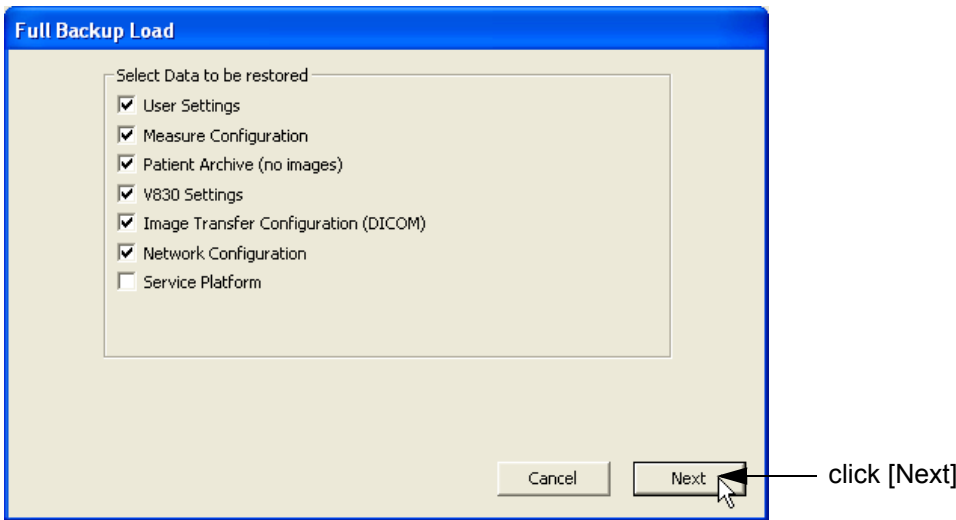 Full Backup Load
Select Data to be restored
User Settings
Measure Configuration
Patient Archive (no images)
V830 Settings
Image Transfer Configuration (DICOM)
Network Configuration
Service Platform
Cancel
Next
click [Next]